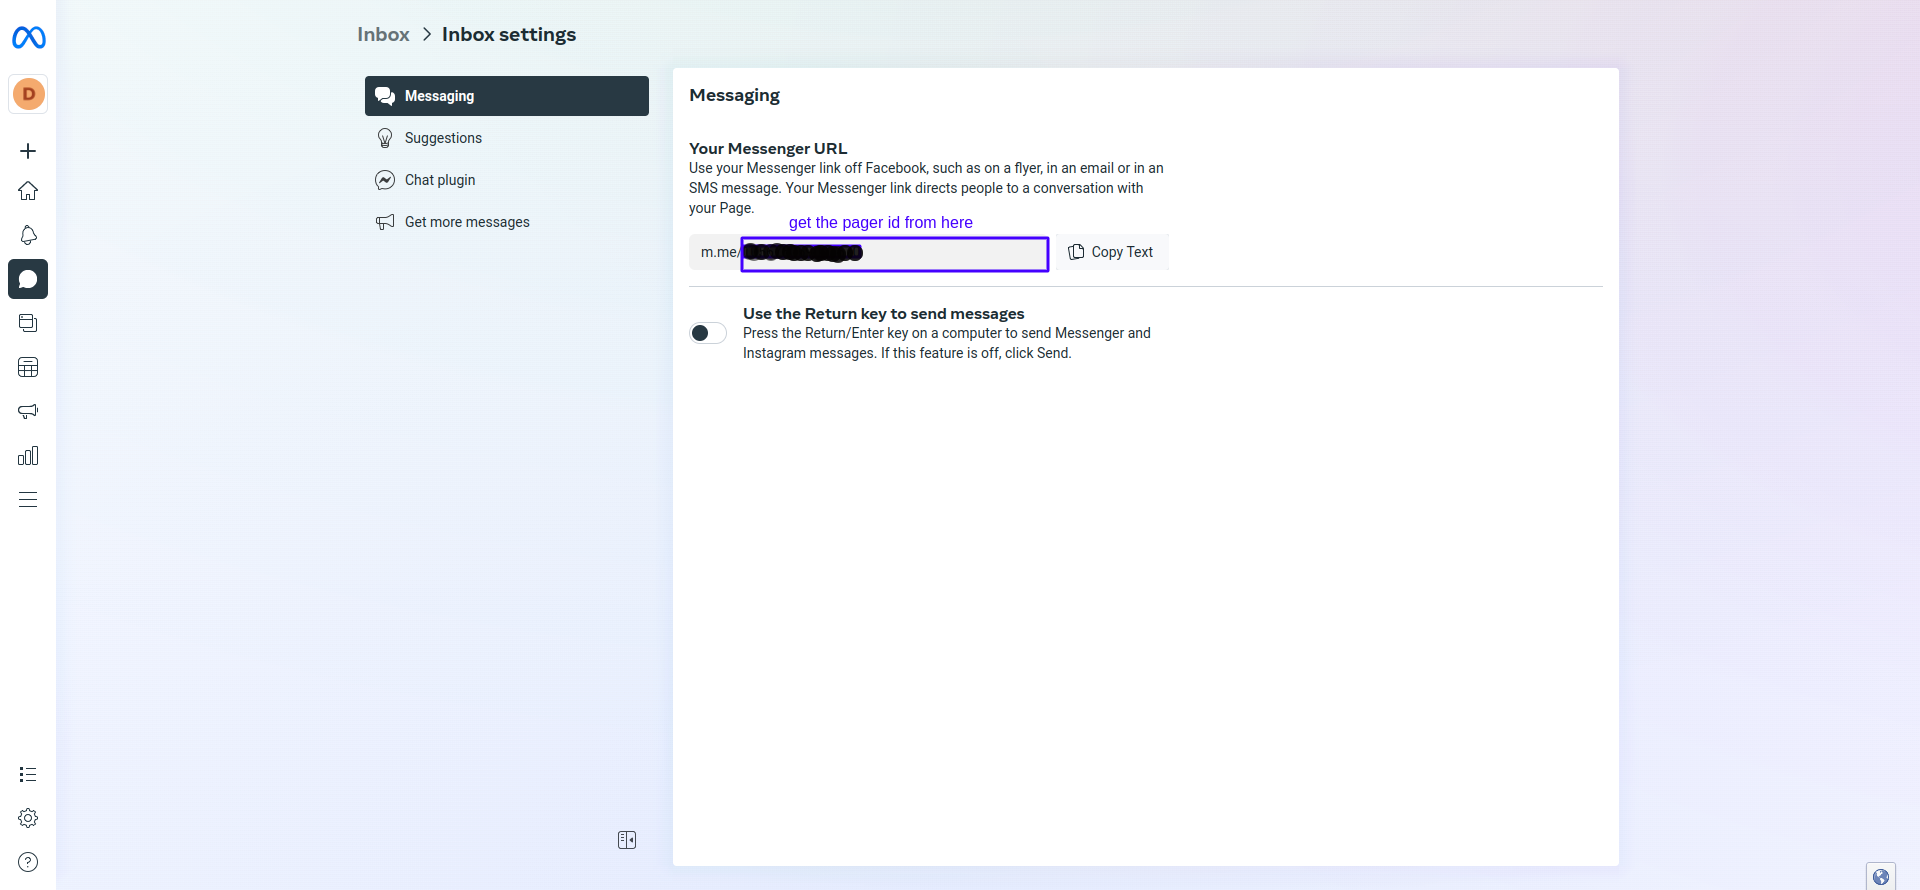 Inbox > Inbox settings
D
Messaging
Suggestions
Chat plugin
Get more messages
Messaging
Your Messenger URL
Use your Messenger link off Facebook, such as on a flyer, in an email or in an
SMS message. Your Messenger link directs people to a conversation with
your Page.
get the pager id from here
m.me/
Copy Text
Use the Return key to send messages
Press the Return/Enter key on a computer to send Messenger and
Instagram messages. If this feature is off, click Send.